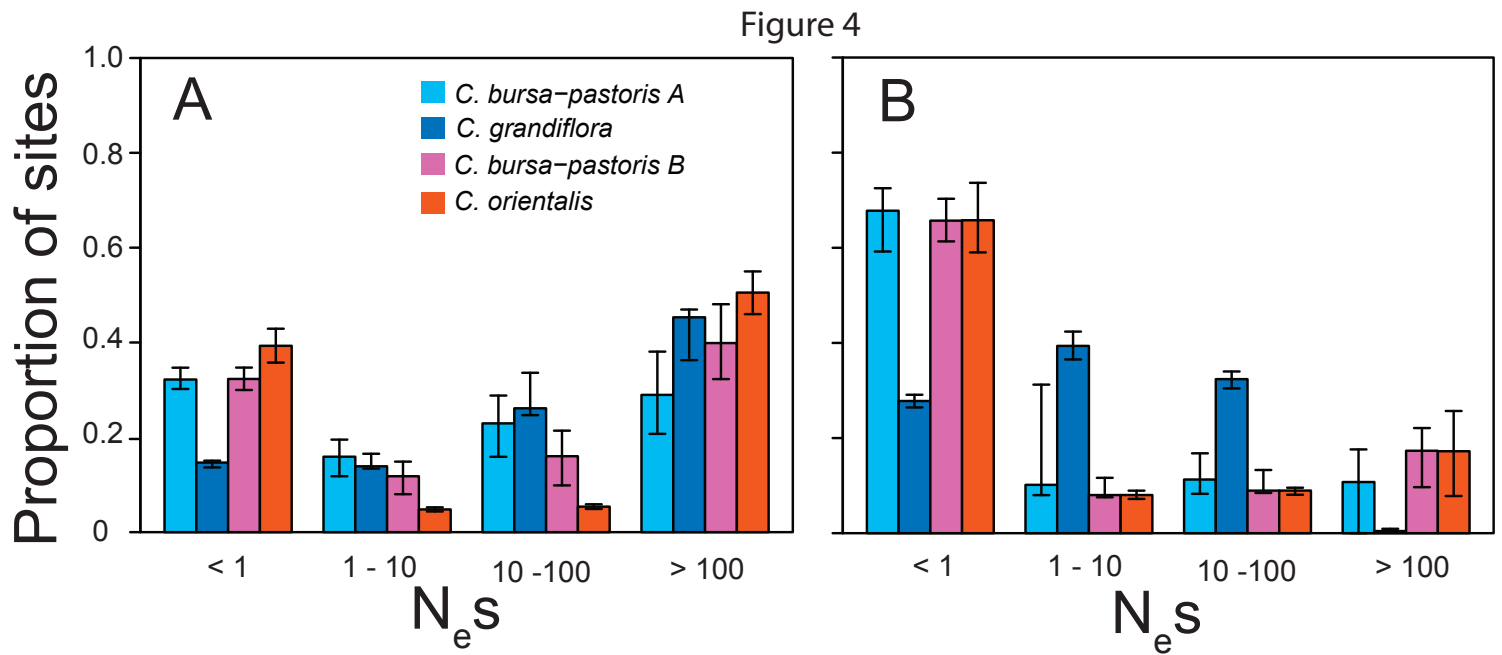 Figure 4
Proportion of sites
1.0
0.8
0.6
0.4
0.2
0
A
C. bursa−pastoris A
C. grandiflora
C. bursa−pastoris B
C. orientalis
< 1
1 - 10
10 -100
> 100
Nes
B
< 1
1 - 10
10 -100
> 100
Nes